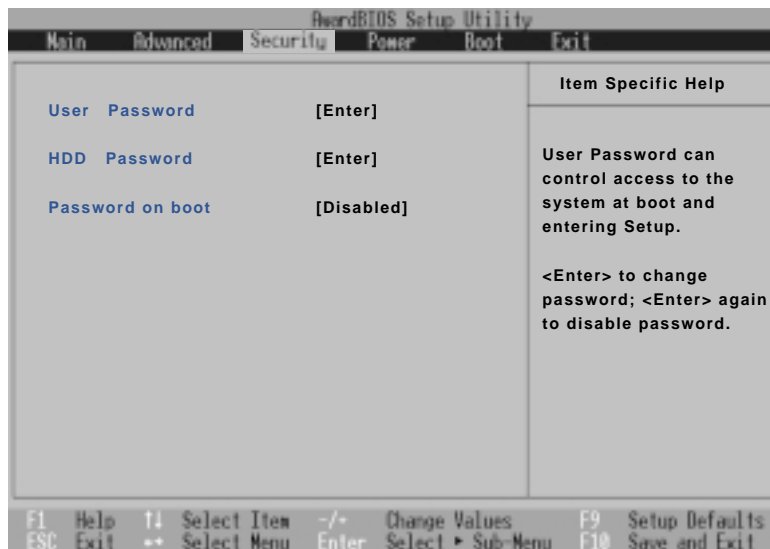 AwardBIOS Setup Utility
Main Advanced Security Power Boot Exit
Item Specific Help
User Password [Enter]
HDD Password [Enter]
Password on boot [Disabled]
User Password can
control access to the
system at boot and
entering Setup.
<Enter> to change
password; <Enter> again
to disable password.
F1 Help ↑↓ Select Item -/+ Change Values F9 Setup Defaults
ESC Exit ←→ Select Menu Enter Select ► Sub-Menu F10 Save and Exit